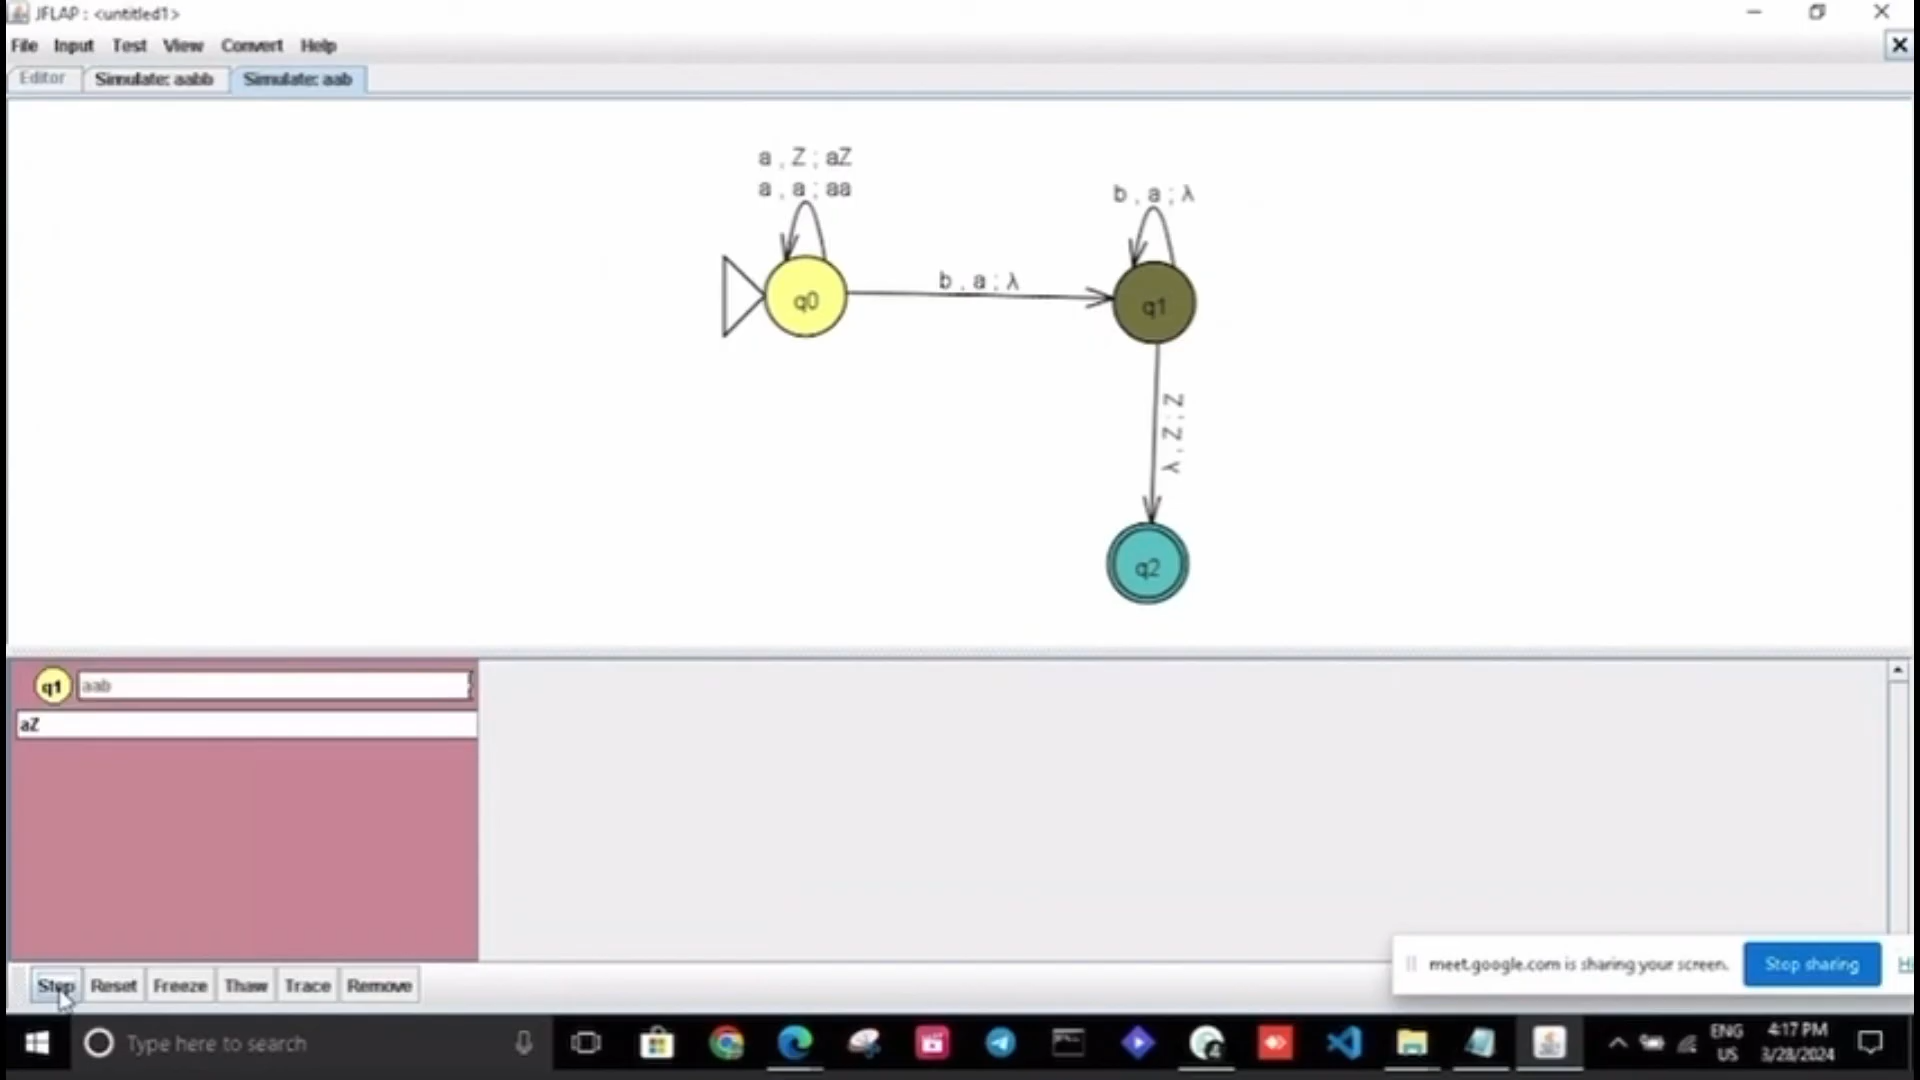 JFLAP : <untitled1>
File Input Test View Convert Help
Editor Simulate: aabb Simulate: aab
a , Z ; aZ
a , a ; aa
b , a ; λ
b , a ; λ
q0
q1
λ , Z ; Z
q2
q1 aab
aZ
meet.google.com is sharing your screen. Stop sharing
Step Reset Freeze Thaw Trace Remove
Type here to search
4
ENG
US
4:17 PM
3/28/2024